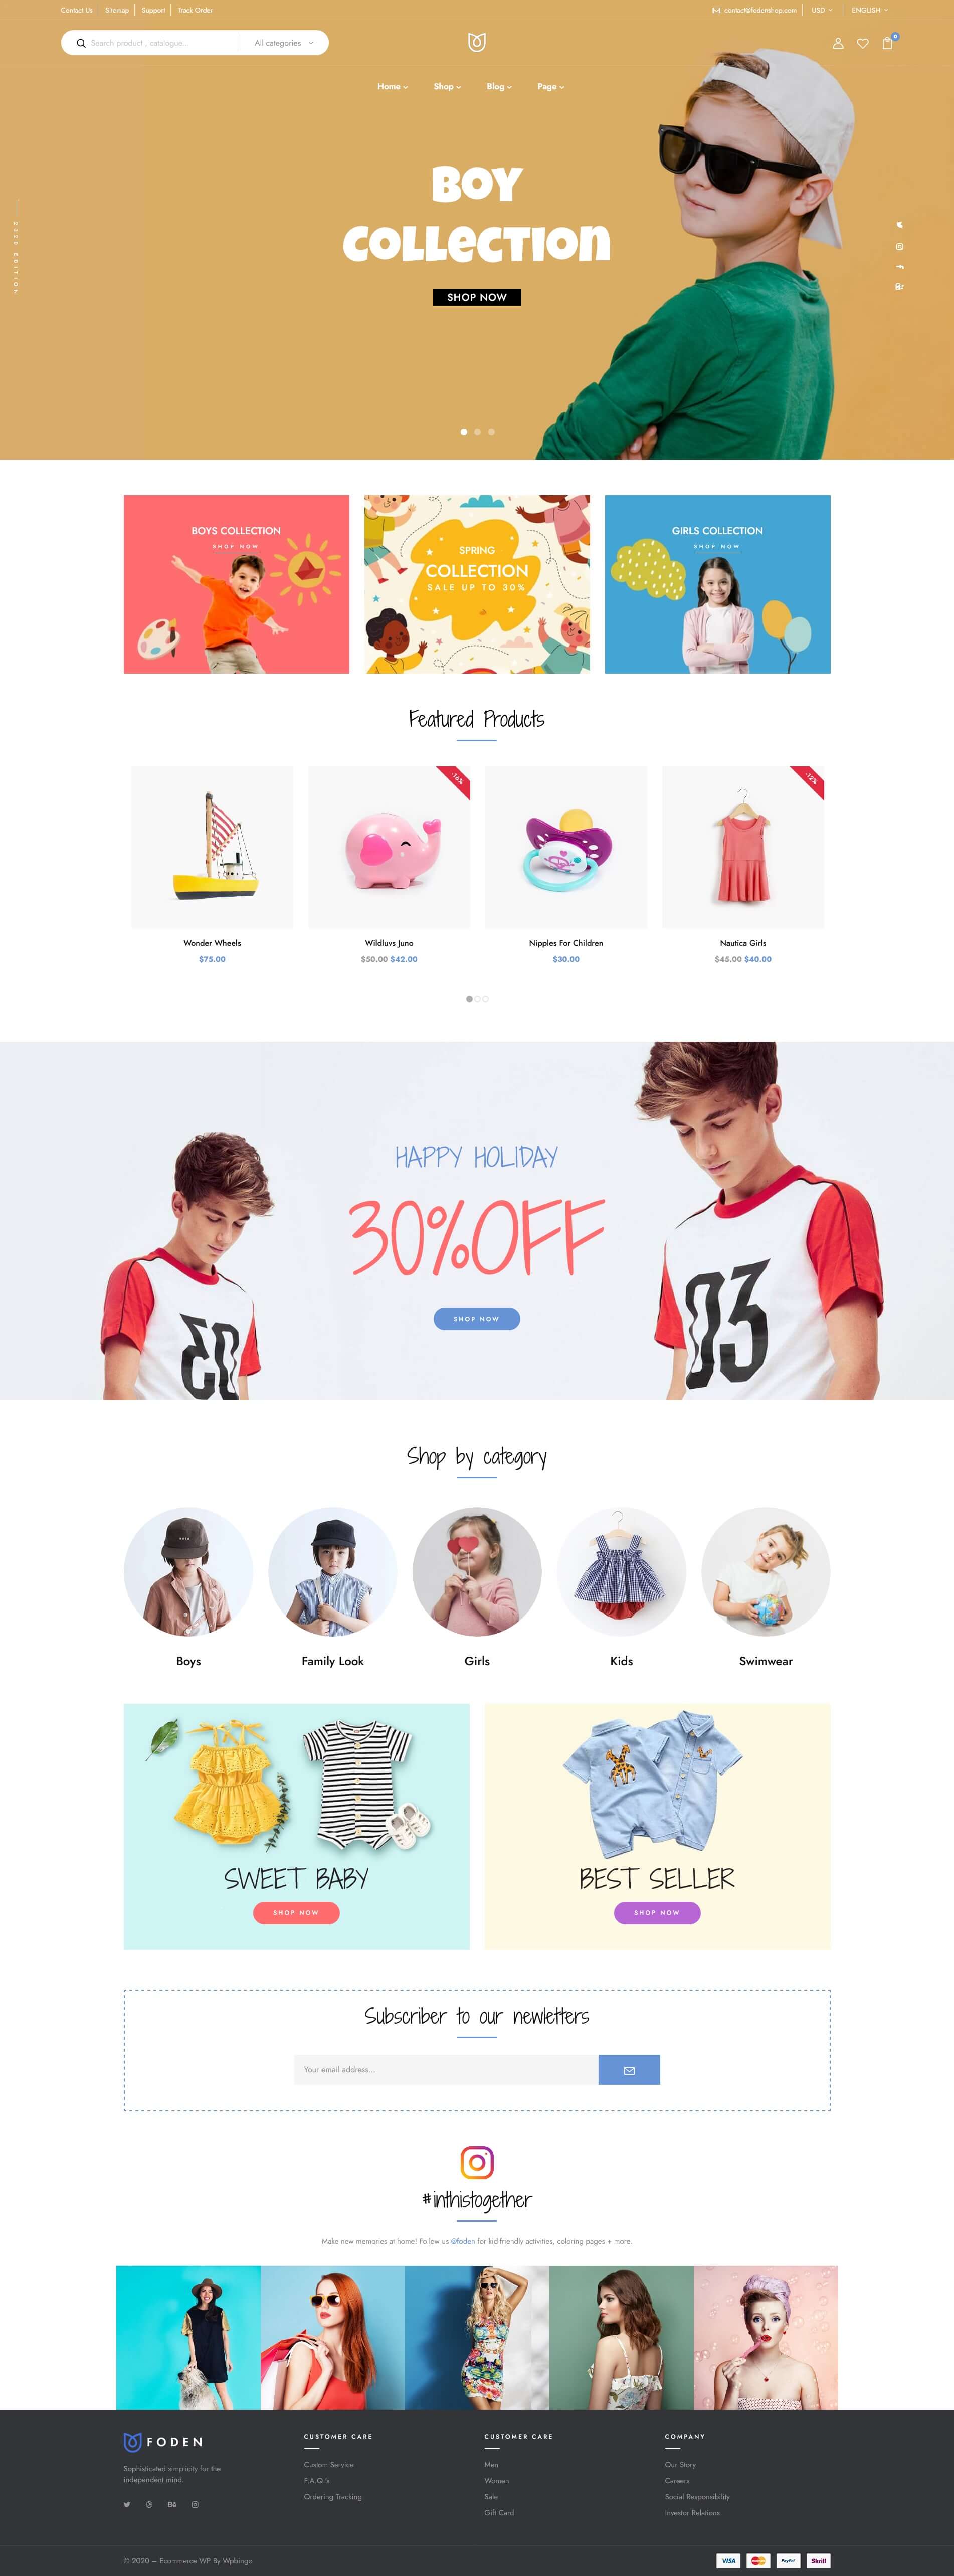 Contact Us
Sitemap
Support
Track Order
contact@fodenshop.com
USD
ENGLISH
Search product , catalogue...
All categories
0
Home
Shop
Blog
Page
2020 EDITION
BOY
COLLECTION
SHOP NOW
BOYS COLLECTION
SHOP NOW
SPRING
COLLECTION
SALE UP TO 30%
GIRLS COLLECTION
SHOP NOW
Featured Products
-16%
-12%
Wonder Wheels
$75.00
Wildluvs Juno
$50.00 $42.00
Nipples For Children
$30.00
Nautica Girls
$45.00 $40.00
HAPPY HOLIDAY
30%OFF
SHOP NOW
03
03
Shop by category
Boys
Family Look
Girls
Kids
Swimwear
SWEET BABY
SHOP NOW
BEST SELLER
SHOP NOW
Subscriber to our newletters
Your email address...
#inthistogether
Make new memories at home! Follow us @foden for kid-friendly activities, coloring pages + more.
FODEN
Sophisticated simplicity for the
independent mind.
Bē
CUSTOMER CARE
Custom Service
F.A.Q.'s
Ordering Tracking
CUSTOMER CARE
Men
Women
Sale
Gift Card
COMPANY
Our Story
Careers
Social Responsibility
Investor Relations
© 2020 – Ecommerce WP By Wpbingo
VISA
PayPal
Skrill